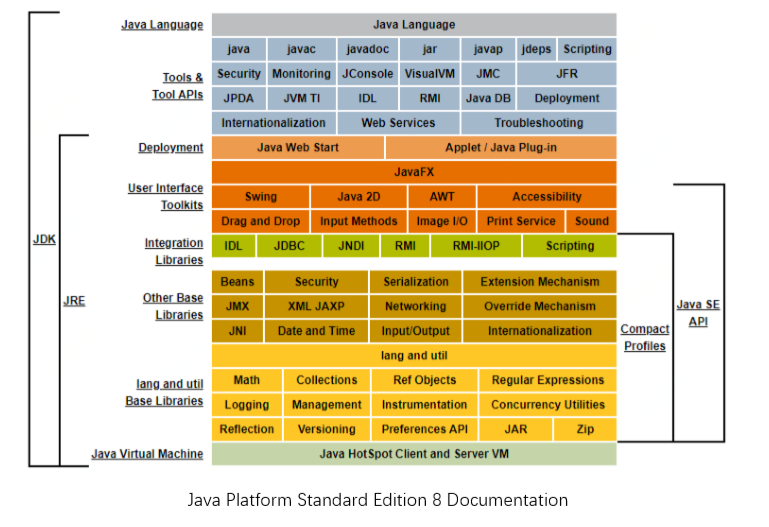 Java Language Java Language
java javac javadoc jar javap jdeps Scripting
Tools & Security Monitoring JConsole VisualVM JMC JFR
Tool APIs JPDA JVM TI IDL RMI Java DB Deployment
Internationalization Web Services Troubleshooting
Deployment Java Web Start Applet / Java Plug-in
JavaFX
User Interface Swing Java 2D AWT Accessibility
Toolkits Drag and Drop Input Methods Image I/O Print Service Sound
JDK Integration IDL JDBC JNDI RMI RMI-IIOP Scripting
Libraries
Beans Security Serialization Extension Mechanism
JRE Other Base JMX XML JAXP Networking Override Mechanism Java SE
Libraries API
JNI Date and Time Input/Output Internationalization Compact
Profiles
lang and util
lang and util Math Collections Ref Objects Regular Expressions
Base Libraries Logging Management Instrumentation Concurrency Utilities
Reflection Versioning Preferences API JAR Zip
Java Virtual Machine Java HotSpot Client and Server VM
Java Platform Standard Edition 8 Documentation